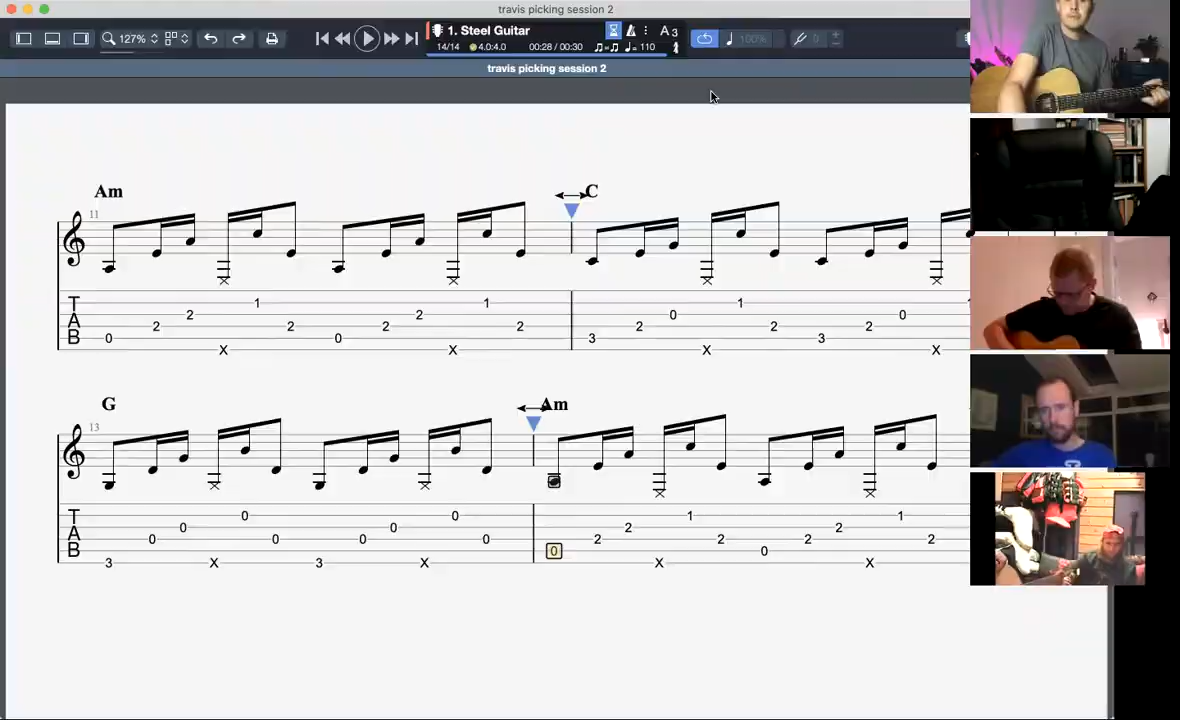 travis picking session 2
127% 1. Steel Guitar 100% 0
14/14 4.0:4.0 00:28 / 00:30 ♫=♫ ♩= 110
travis picking session 2
Am C
11
T
A
B
0 2 2 X 1 2 0 2 2 X 1 2 3 2 0 X 1 2 3 2 0 X
G Am
13
T
A
B
3 0 0 X 0 0 3 0 0 X 0 0 0 2 2 X 1 2 0 2 2 X 1 2